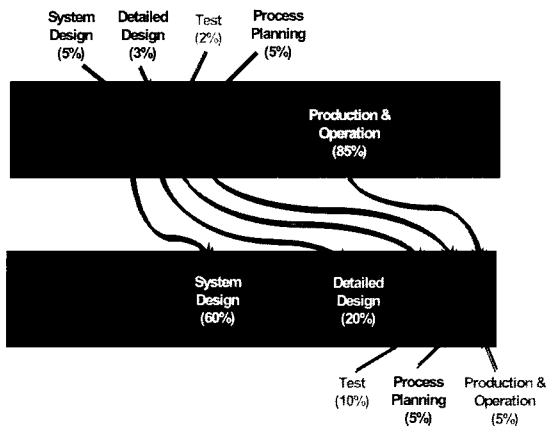 System
Design
(5%)
Detailed
Design
(3%)
Test
(2%)
Process
Planning
(5%)
Production &
Operation
(85%)
System
Design
(60%)
Detailed
Design
(20%)
Test
(10%)
Process
Planning
(5%)
Production &
Operation
(5%)